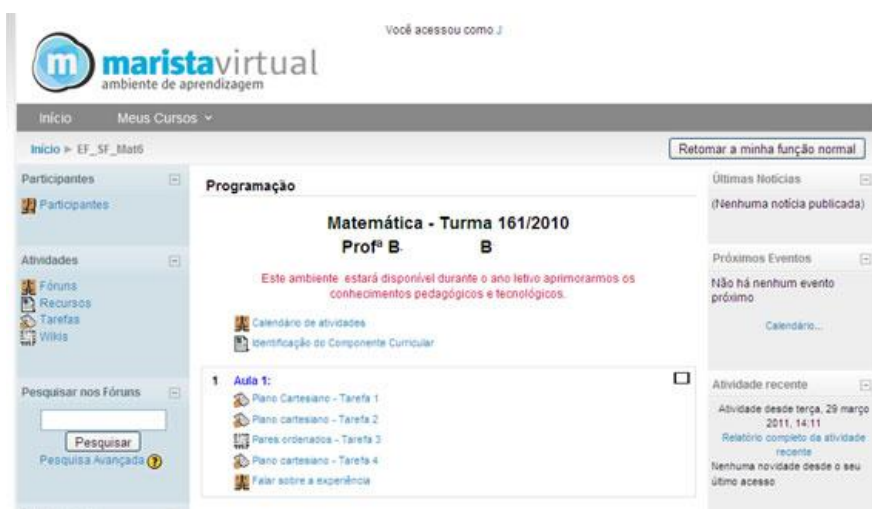 Você acessou como J
m
maristavirtual
ambiente de aprendizagem
Início Meus Cursos
Início ► EF_SF_Mat6
Retomar a minha função normal
Participantes
Participantes
Atividades
Fóruns
Recursos
Tarefas
Wikis
Pesquisar nos Fóruns
Pesquisar
Pesquisa Avançada ?
Programação
Matemática - Turma 161/2010
Profª B. B
Este ambiente estará disponível durante o ano letivo aprimorarmos os
conhecimentos pedagógicos e tecnológicos.
Calendário de atividades
Identificação do Componente Curricular
1 Aula 1:
Plano Cartesiano - Tarefa 1
Plano cartesiano - Tarefa 2
Pares ordenados - Tarefa 3
Plano cartesiano - Tarefa 4
Falar sobre a experiência
Últimas Notícias
(Nenhuma notícia publicada)
Próximos Eventos
Não há nenhum evento
próximo
Calendário...
Atividade recente
Atividade desde terça, 29 março
2011, 14:11
Relatório completo da atividade
recente
Nenhuma novidade desde o seu
último acesso